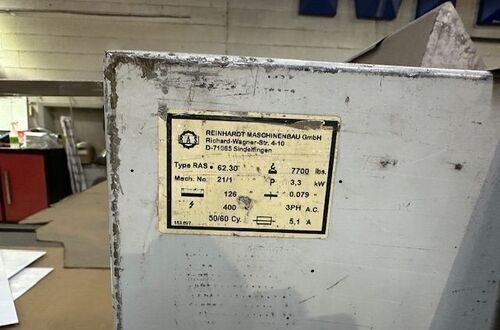 REINHARDT MASCHINENBAU GmbH
Richard-Wagner-Str. 4-10
D-71065 Sindelfingen
Type RAS 62.30 7700 lbs.
Mach. No. 21/1 P 3,3 kW
126 0.079
400 3PH A.C.
50/60 Cy. 5,1 A